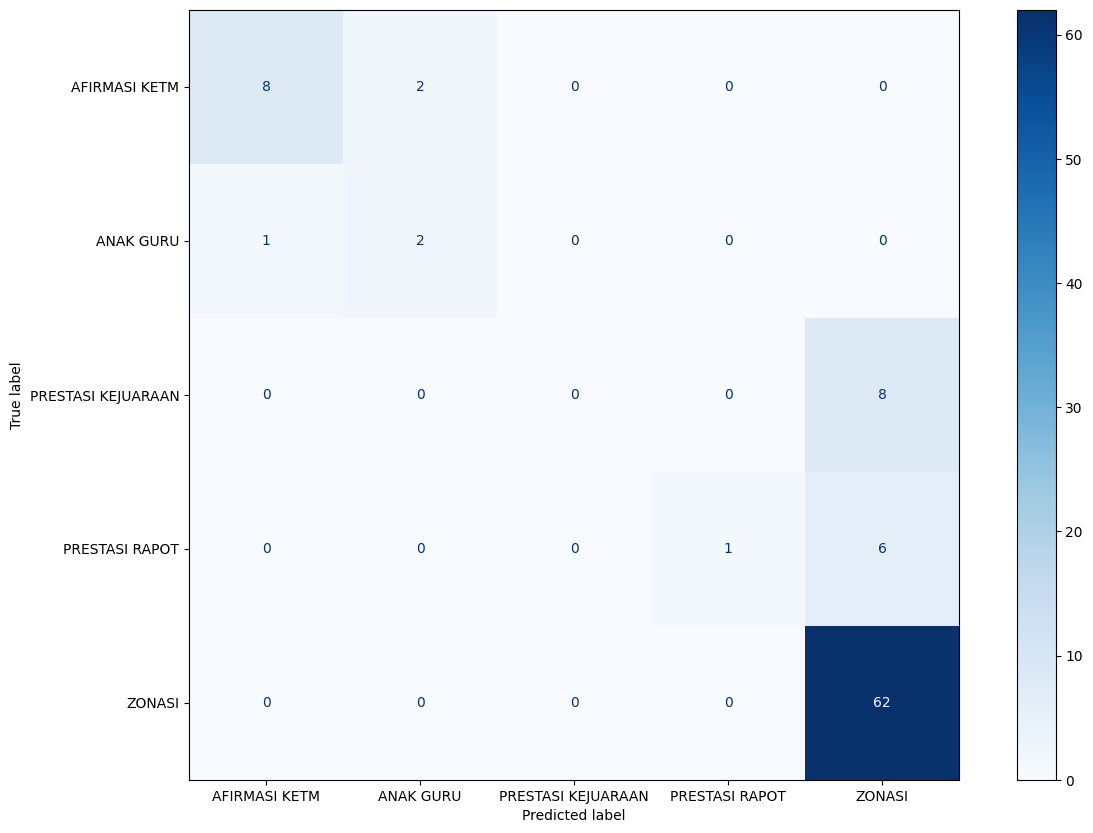 AFIRMASI KETM 8 2 0 0 0
ANAK GURU 1 2 0 0 0
PRESTASI KEJUARAAN 0 0 0 0 8
PRESTASI RAPOT 0 0 0 1 6
ZONASI 0 0 0 0 62
AFIRMASI KETM ANAK GURU PRESTASI KEJUARAAN PRESTASI RAPOT ZONASI
Predicted label
True label
60
50
40
30
20
10
0